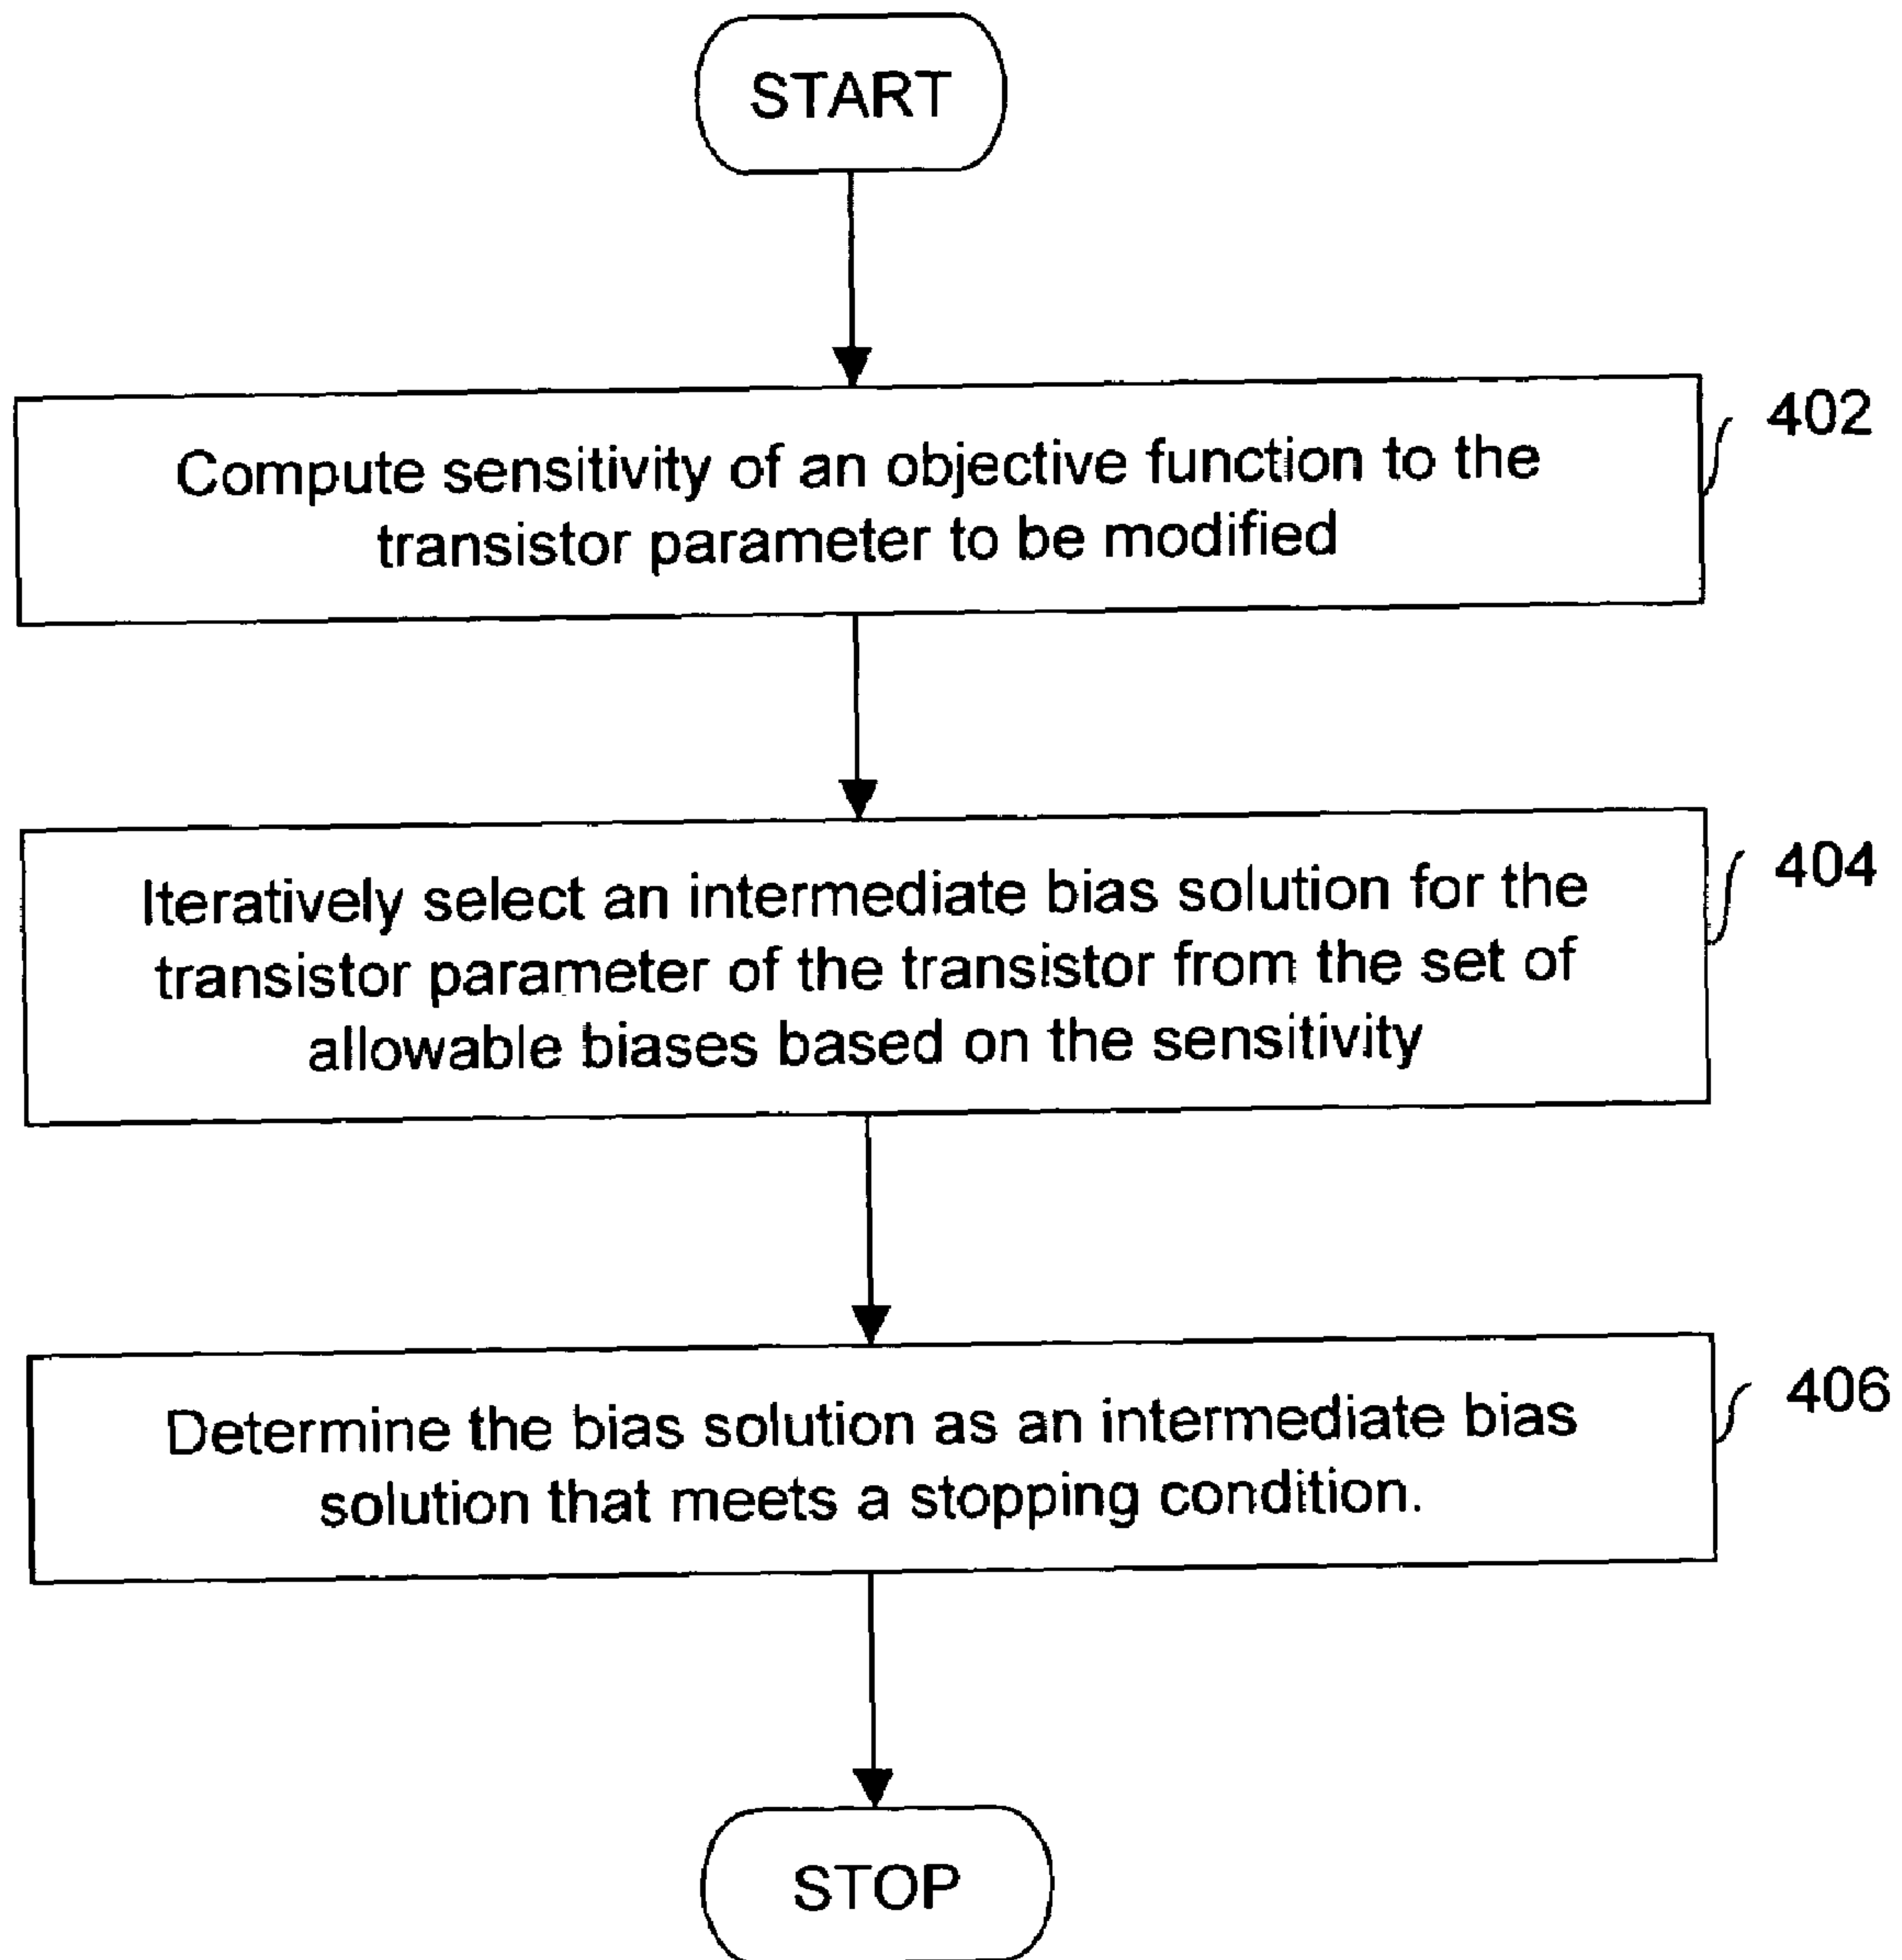 START
402
Compute sensitivity of an objective function to the
transistor parameter to be modified
404
Iteratively select an intermediate bias solution for the
transistor parameter of the transistor from the set of
allowable biases based on the sensitivity
406
Determine the bias solution as an intermediate bias
solution that meets a stopping condition.
STOP